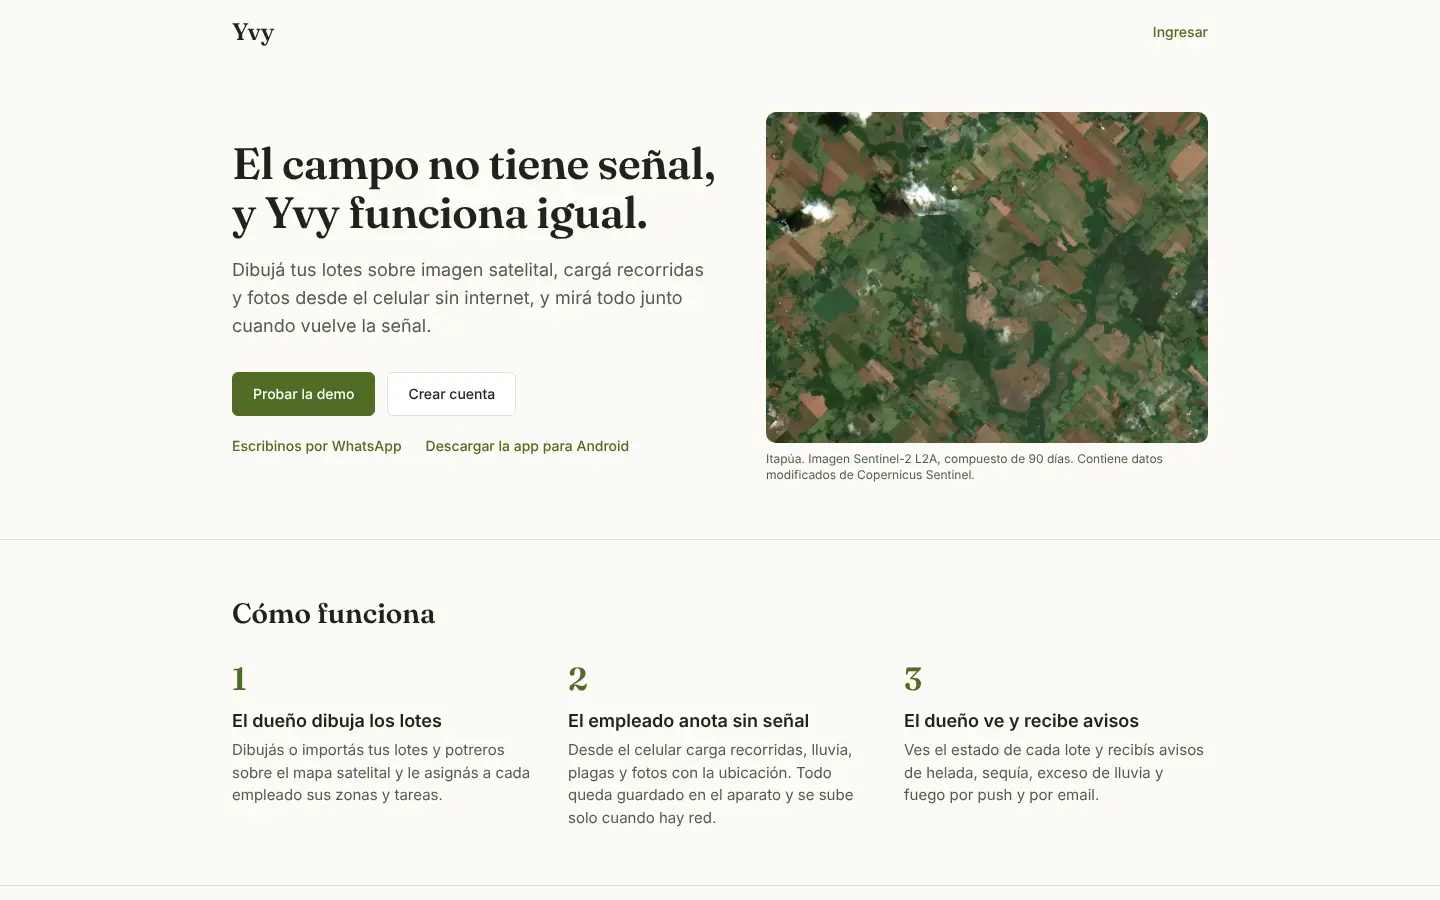 Yvy
Ingresar
El campo no tiene señal,
y Yvy funciona igual.
Dibujá tus lotes sobre imagen satelital, cargá recorridas
y fotos desde el celular sin internet, y mirá todo junto
cuando vuelve la señal.
Probar la demo
Crear cuenta
Escribinos por WhatsApp
Descargar la app para Android
Itapúa. Imagen Sentinel-2 L2A, compuesto de 90 días. Contiene datos
modificados de Copernicus Sentinel.
Cómo funciona
1
El dueño dibuja los lotes
Dibujás o importás tus lotes y potreros
sobre el mapa satelital y le asignás a cada
empleado sus zonas y tareas.
2
El empleado anota sin señal
Desde el celular carga recorridas, lluvia,
plagas y fotos con la ubicación. Todo
queda guardado en el aparato y se sube
solo cuando hay red.
3
El dueño ve y recibe avisos
Ves el estado de cada lote y recibís avisos
de helada, sequía, exceso de lluvia y
fuego por push y por email.